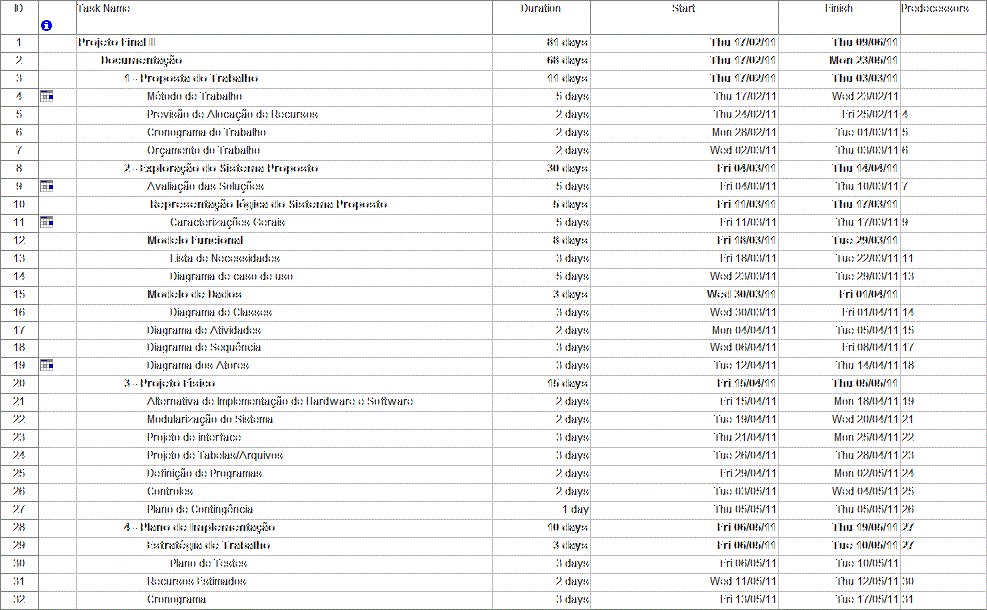 ID Task Name Duration Start Finish Predecessors
1 Projeto Final II 81 days Thu 17/02/11 Thu 09/06/11
2 Documentação 68 days Thu 17/02/11 Mon 23/05/11
3 1 - Proposta do Trabalho 11 days Thu 17/02/11 Thu 03/03/11
4 Método de Trabalho 5 days Thu 17/02/11 Wed 23/02/11
5 Previsão de Alocação de Recursos 2 days Thu 24/02/11 Fri 25/02/11 4
6 Cronograma do Trabalho 2 days Mon 28/02/11 Tue 01/03/11 5
7 Orçamento do Trabalho 2 days Wed 02/03/11 Thu 03/03/11 6
8 2 - Exploração do Sistema Proposto 30 days Fri 04/03/11 Thu 14/04/11
9 Avaliação das Soluções 5 days Fri 04/03/11 Thu 10/03/11 7
10 Representação lógica do Sistema Proposto 5 days Fri 11/03/11 Thu 17/03/11
11 Caracterizações Gerais 5 days Fri 11/03/11 Thu 17/03/11 9
12 Modelo Funcional 8 days Fri 18/03/11 Tue 29/03/11
13 Lista de Necessidades 3 days Fri 18/03/11 Tue 22/03/11 11
14 Diagrama de caso de uso 5 days Wed 23/03/11 Tue 29/03/11 13
15 Modelo de Dados 3 days Wed 30/03/11 Fri 01/04/11
16 Diagrama de Classes 3 days Wed 30/03/11 Fri 01/04/11 14
17 Diagrama de Atividades 2 days Mon 04/04/11 Tue 05/04/11 15
18 Diagrama de Sequência 3 days Wed 06/04/11 Fri 08/04/11 17
19 Diagrama dos Atores 3 days Tue 12/04/11 Thu 14/04/11 18
20 3 - Projeto Físico 15 days Fri 15/04/11 Thu 05/05/11
21 Alternativa de Implementação de Hardware e Software 2 days Fri 15/04/11 Mon 18/04/11 19
22 Modularização do Sistema 2 days Tue 19/04/11 Wed 20/04/11 21
23 Projeto de interface 3 days Thu 21/04/11 Mon 25/04/11 22
24 Projeto de Tabelas/Arquivos 3 days Tue 26/04/11 Thu 28/04/11 23
25 Definição de Programas 2 days Fri 29/04/11 Mon 02/05/11 24
26 Controles 2 days Tue 03/05/11 Wed 04/05/11 25
27 Plano de Contingência 1 day Thu 05/05/11 Thu 05/05/11 26
28 4 - Plano de Implementação 10 days Fri 06/05/11 Thu 19/05/11 27
29 Estratégia de Trabalho 3 days Fri 06/05/11 Tue 10/05/11 27
30 Plano de Testes 3 days Fri 06/05/11 Tue 10/05/11
31 Recursos Estimados 2 days Wed 11/05/11 Thu 12/05/11 30
32 Cronograma 3 days Fri 13/05/11 Tue 17/05/11 31